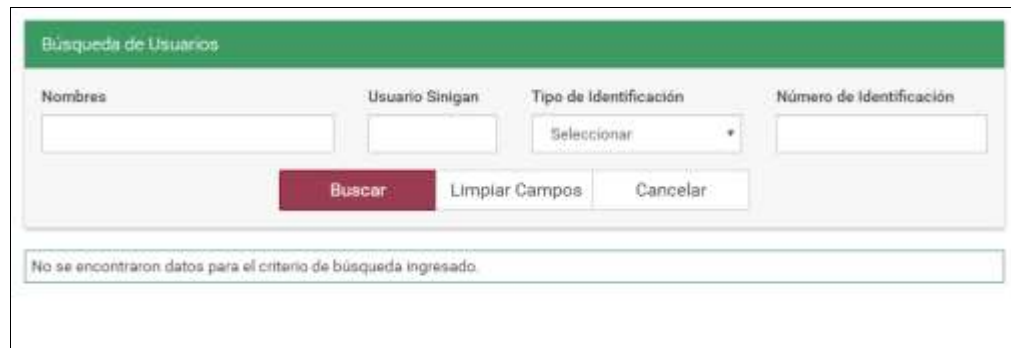 Búsqueda de Usuarios
Nombres Usuario Sinigan Tipo de Identificación Número de Identificación
Seleccionar
Buscar Limpiar Campos Cancelar
No se encontraron datos para el criterio de búsqueda ingresado.